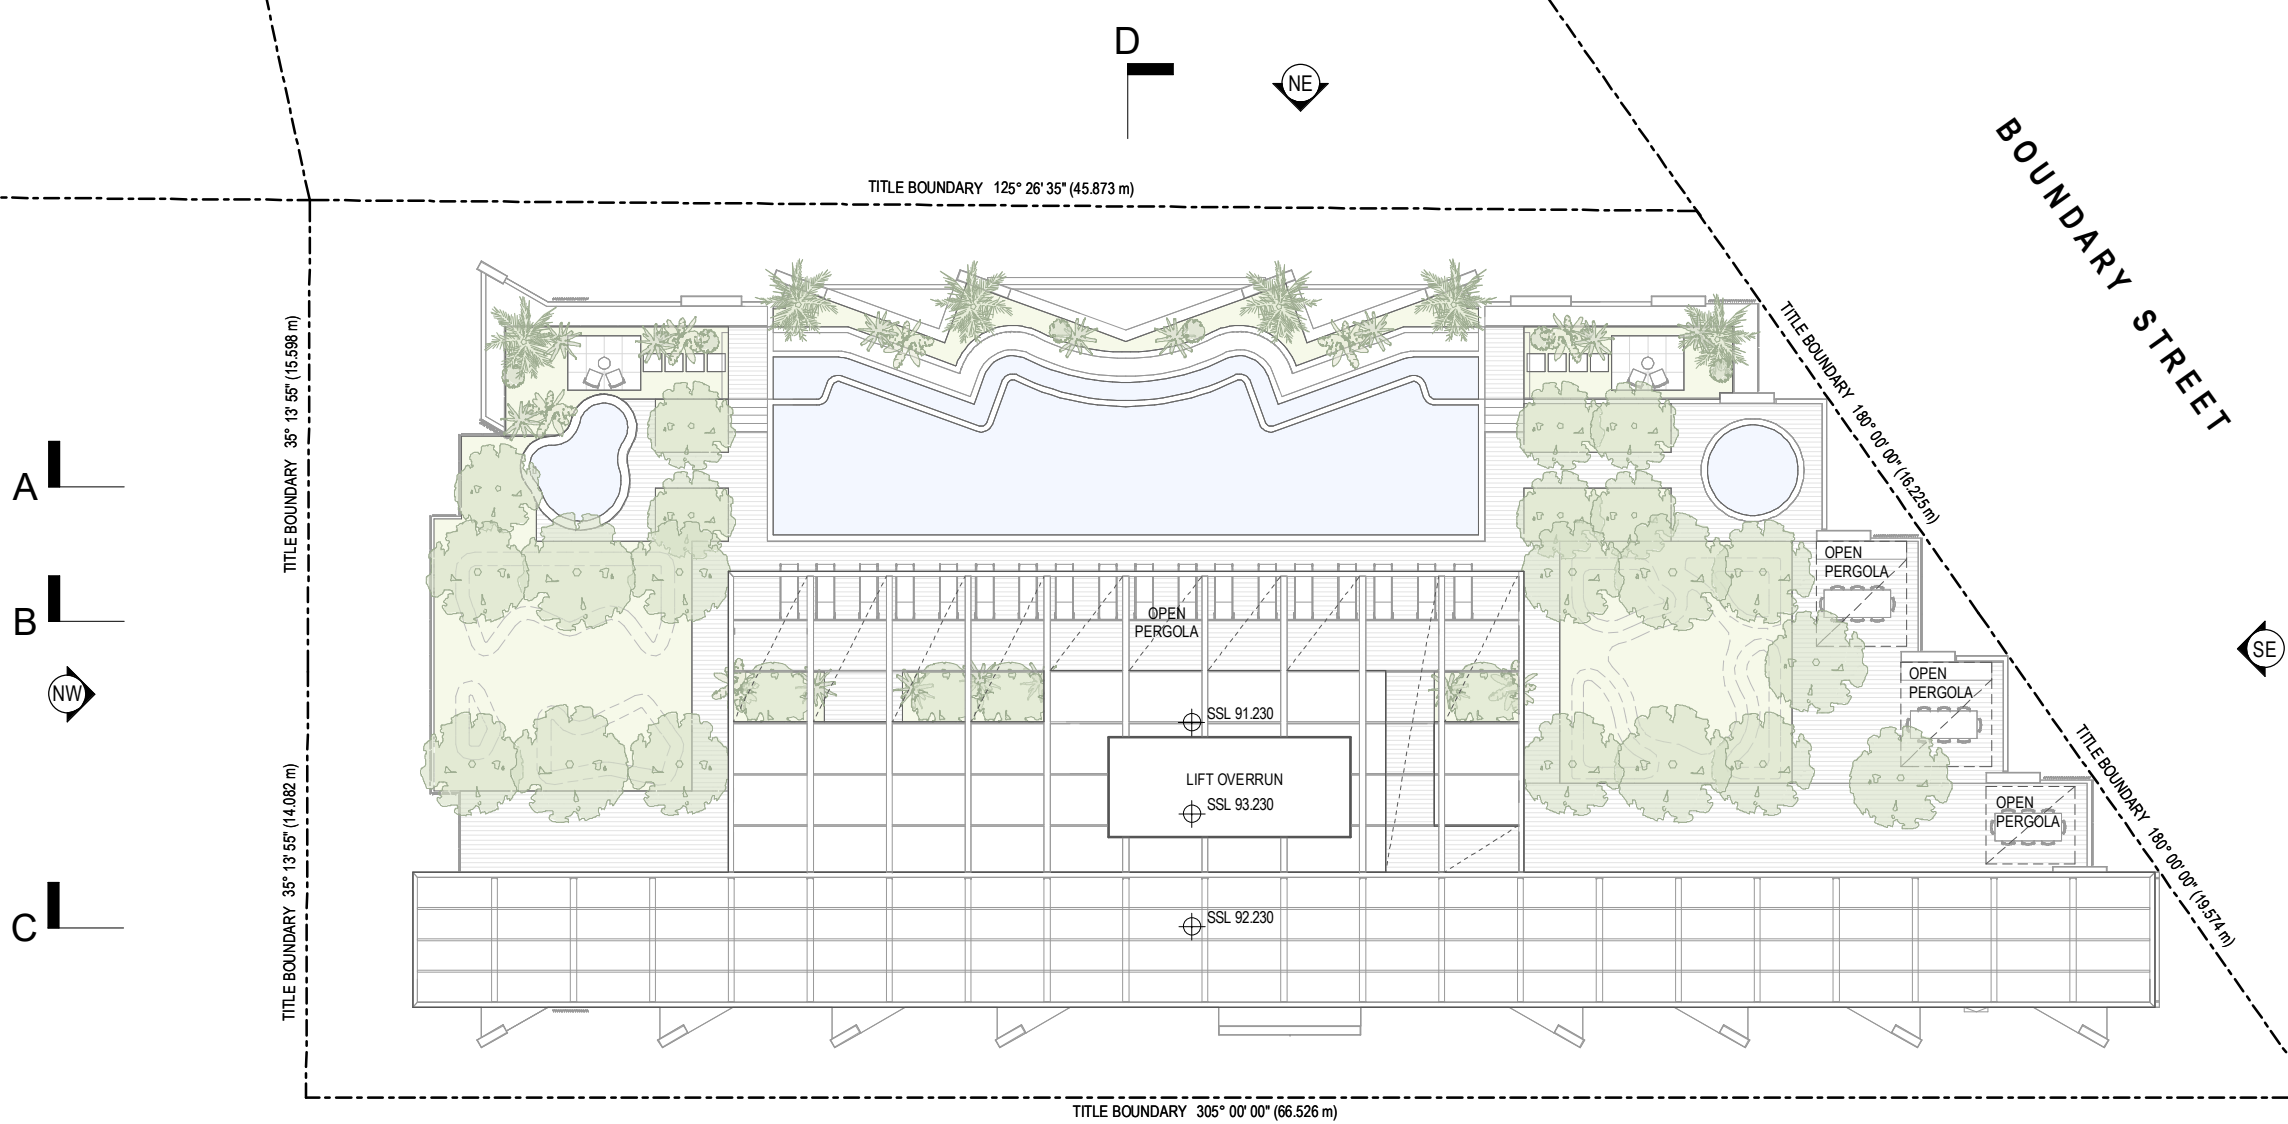 D
NE
BOUNDARY STREET
TITLE BOUNDARY 125° 26' 35" (45.873 m)
TITLE BOUNDARY 35° 13' 55" (15.598 m)
TITLE BOUNDARY 180° 00' 00" (16.225 m)
A
OPEN
PERGOLA
B
OPEN
PERGOLA
SE
NW
OPEN
PERGOLA
SSL 91.230
LIFT OVERRUN
SSL 93.230
OPEN
PERGOLA
TITLE BOUNDARY 35° 13' 55" (14.082 m)
TITLE BOUNDARY 180° 00' 00" (19.574 m)
C
SSL 92.230
TITLE BOUNDARY 305° 00' 00" (66.526 m)